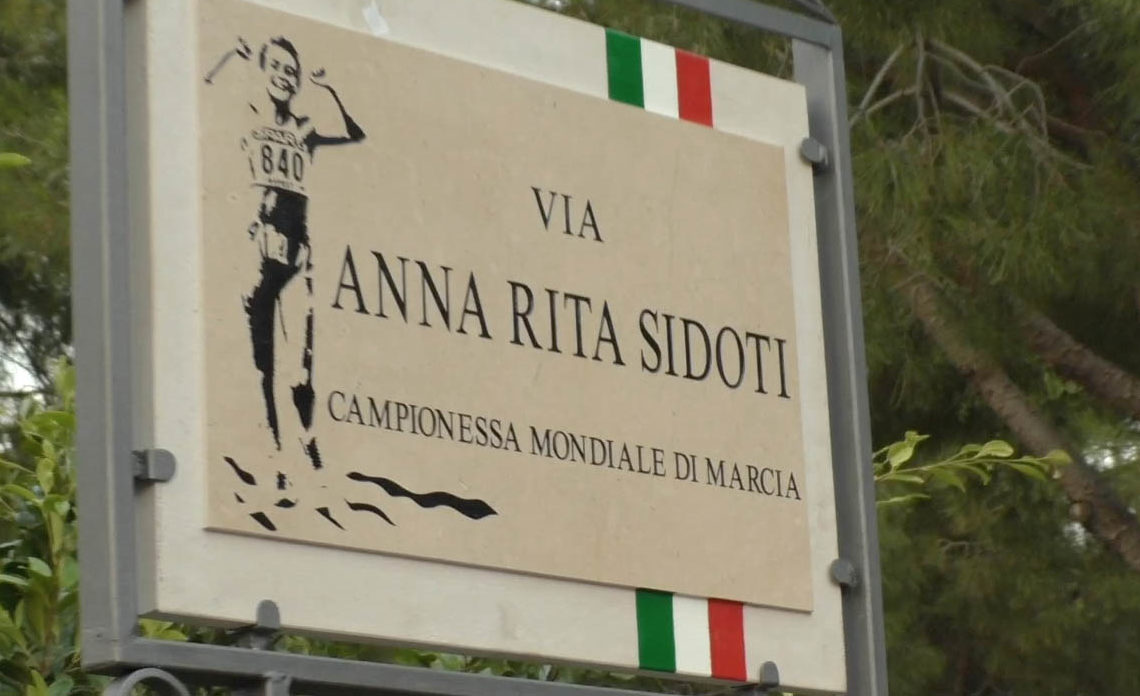 840
VIA
ANNA RITA SIDOTI
CAMPIONESSA MONDIALE DI MARCIA